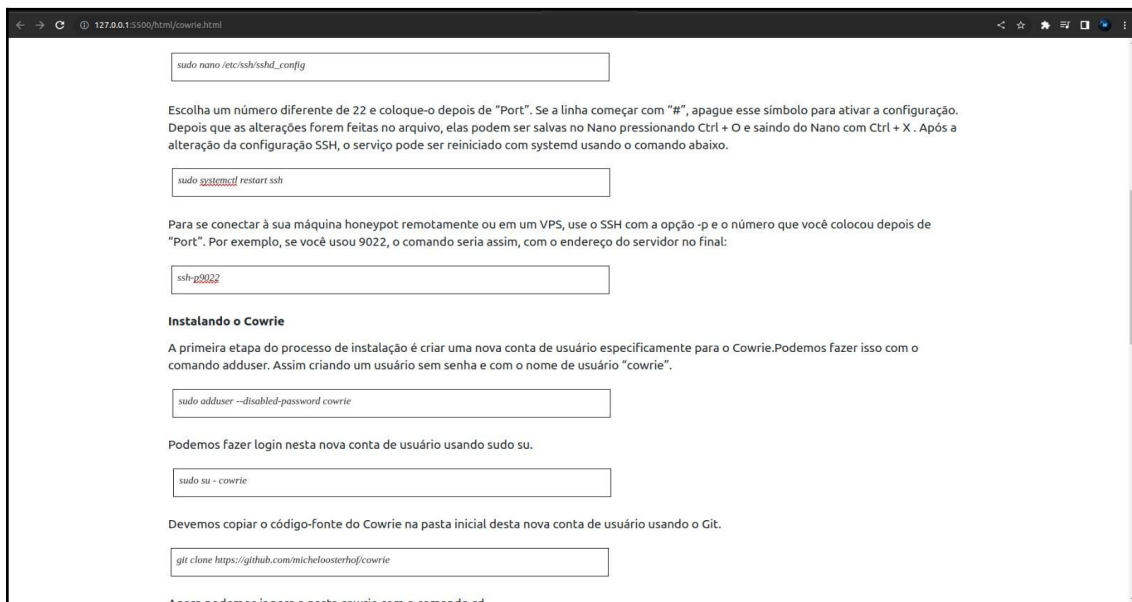 127.0.0.1:5500/html/cowrie.html
sudo nano /etc/ssh/sshd_config
Escolha um número diferente de 22 e coloque-o depois de “Port”. Se a linha começar com “#”, apague esse símbolo para ativar a configuração.
Depois que as alterações forem feitas no arquivo, elas podem ser salvas no Nano pressionando Ctrl + O e saindo do Nano com Ctrl + X . Após a
alteração da configuração SSH, o serviço pode ser reiniciado com systemd usando o comando abaixo.
sudo systemctl restart ssh
Para se conectar à sua máquina honeypot remotamente ou em um VPS, use o SSH com a opção -p e o número que você colocou depois de
“Port”. Por exemplo, se você usou 9022, o comando seria assim, com o endereço do servidor no final:
ssh-p9022
Instalando o Cowrie
A primeira etapa do processo de instalação é criar uma nova conta de usuário especificamente para o Cowrie.Podemos fazer isso com o
comando adduser. Assim criando um usuário sem senha e com o nome de usuário “cowrie”.
sudo adduser --disabled-password cowrie
Podemos fazer login nesta nova conta de usuário usando sudo su.
sudo su - cowrie
Devemos copiar o código-fonte do Cowrie na pasta inicial desta nova conta de usuário usando o Git.
git clone https://github.com/micheloosterhof/cowrie